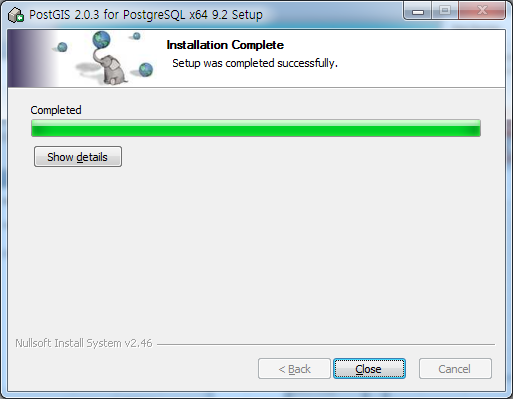 PostGIS 2.0.3 for PostgreSQL x64 9.2 Setup
Installation Complete
Setup was completed successfully.
Completed
Show details
Nullsoft Install System v2.46
< Back
Close
Cancel